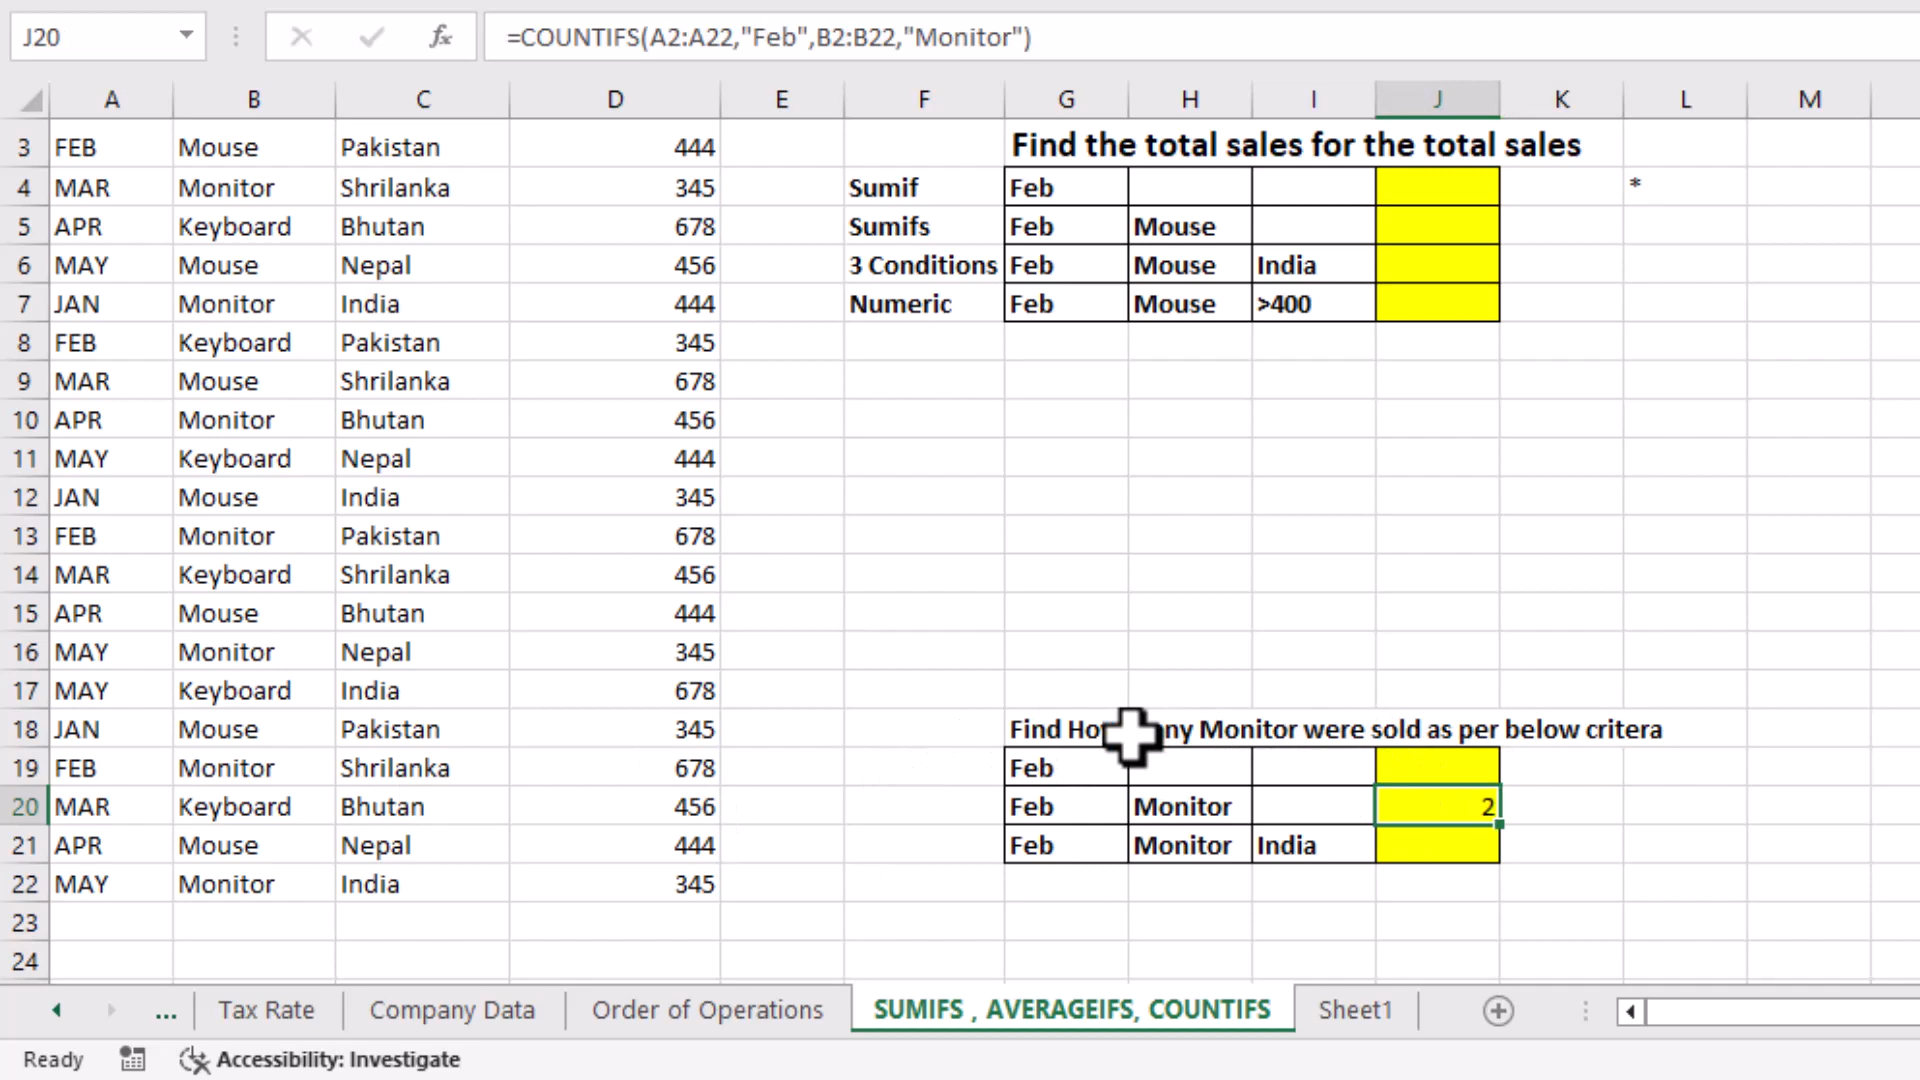 J20 fx =COUNTIFS(A2:A22,"Feb",B2:B22,"Monitor")
A B C D E F G H I J K L M
3 FEB Mouse Pakistan 444 Find the total sales for the total sales
4 MAR Monitor Shrilanka 345 Sumif Feb *
5 APR Keyboard Bhutan 678 Sumifs Feb Mouse
6 MAY Mouse Nepal 456 3 Conditions Feb Mouse India
7 JAN Monitor India 444 Numeric Feb Mouse >400
8 FEB Keyboard Pakistan 345
9 MAR Mouse Shrilanka 678
10 APR Monitor Bhutan 456
11 MAY Keyboard Nepal 444
12 JAN Mouse India 345
13 FEB Monitor Pakistan 678
14 MAR Keyboard Shrilanka 456
15 APR Mouse Bhutan 444
16 MAY Monitor Nepal 345
17 MAY Keyboard India 678
18 JAN Mouse Pakistan 345 Find Monitor were sold as per below critera
19 FEB Monitor Shrilanka 678 Feb
20 MAR Keyboard Bhutan 456 Feb Monitor 2
21 APR Mouse Nepal 444 Feb Monitor India
22 MAY Monitor India 345
23
24
... Tax Rate Company Data Order of Operations SUMIFS , AVERAGEIFS, COUNTIFS Sheet1
Ready Accessibility: Investigate